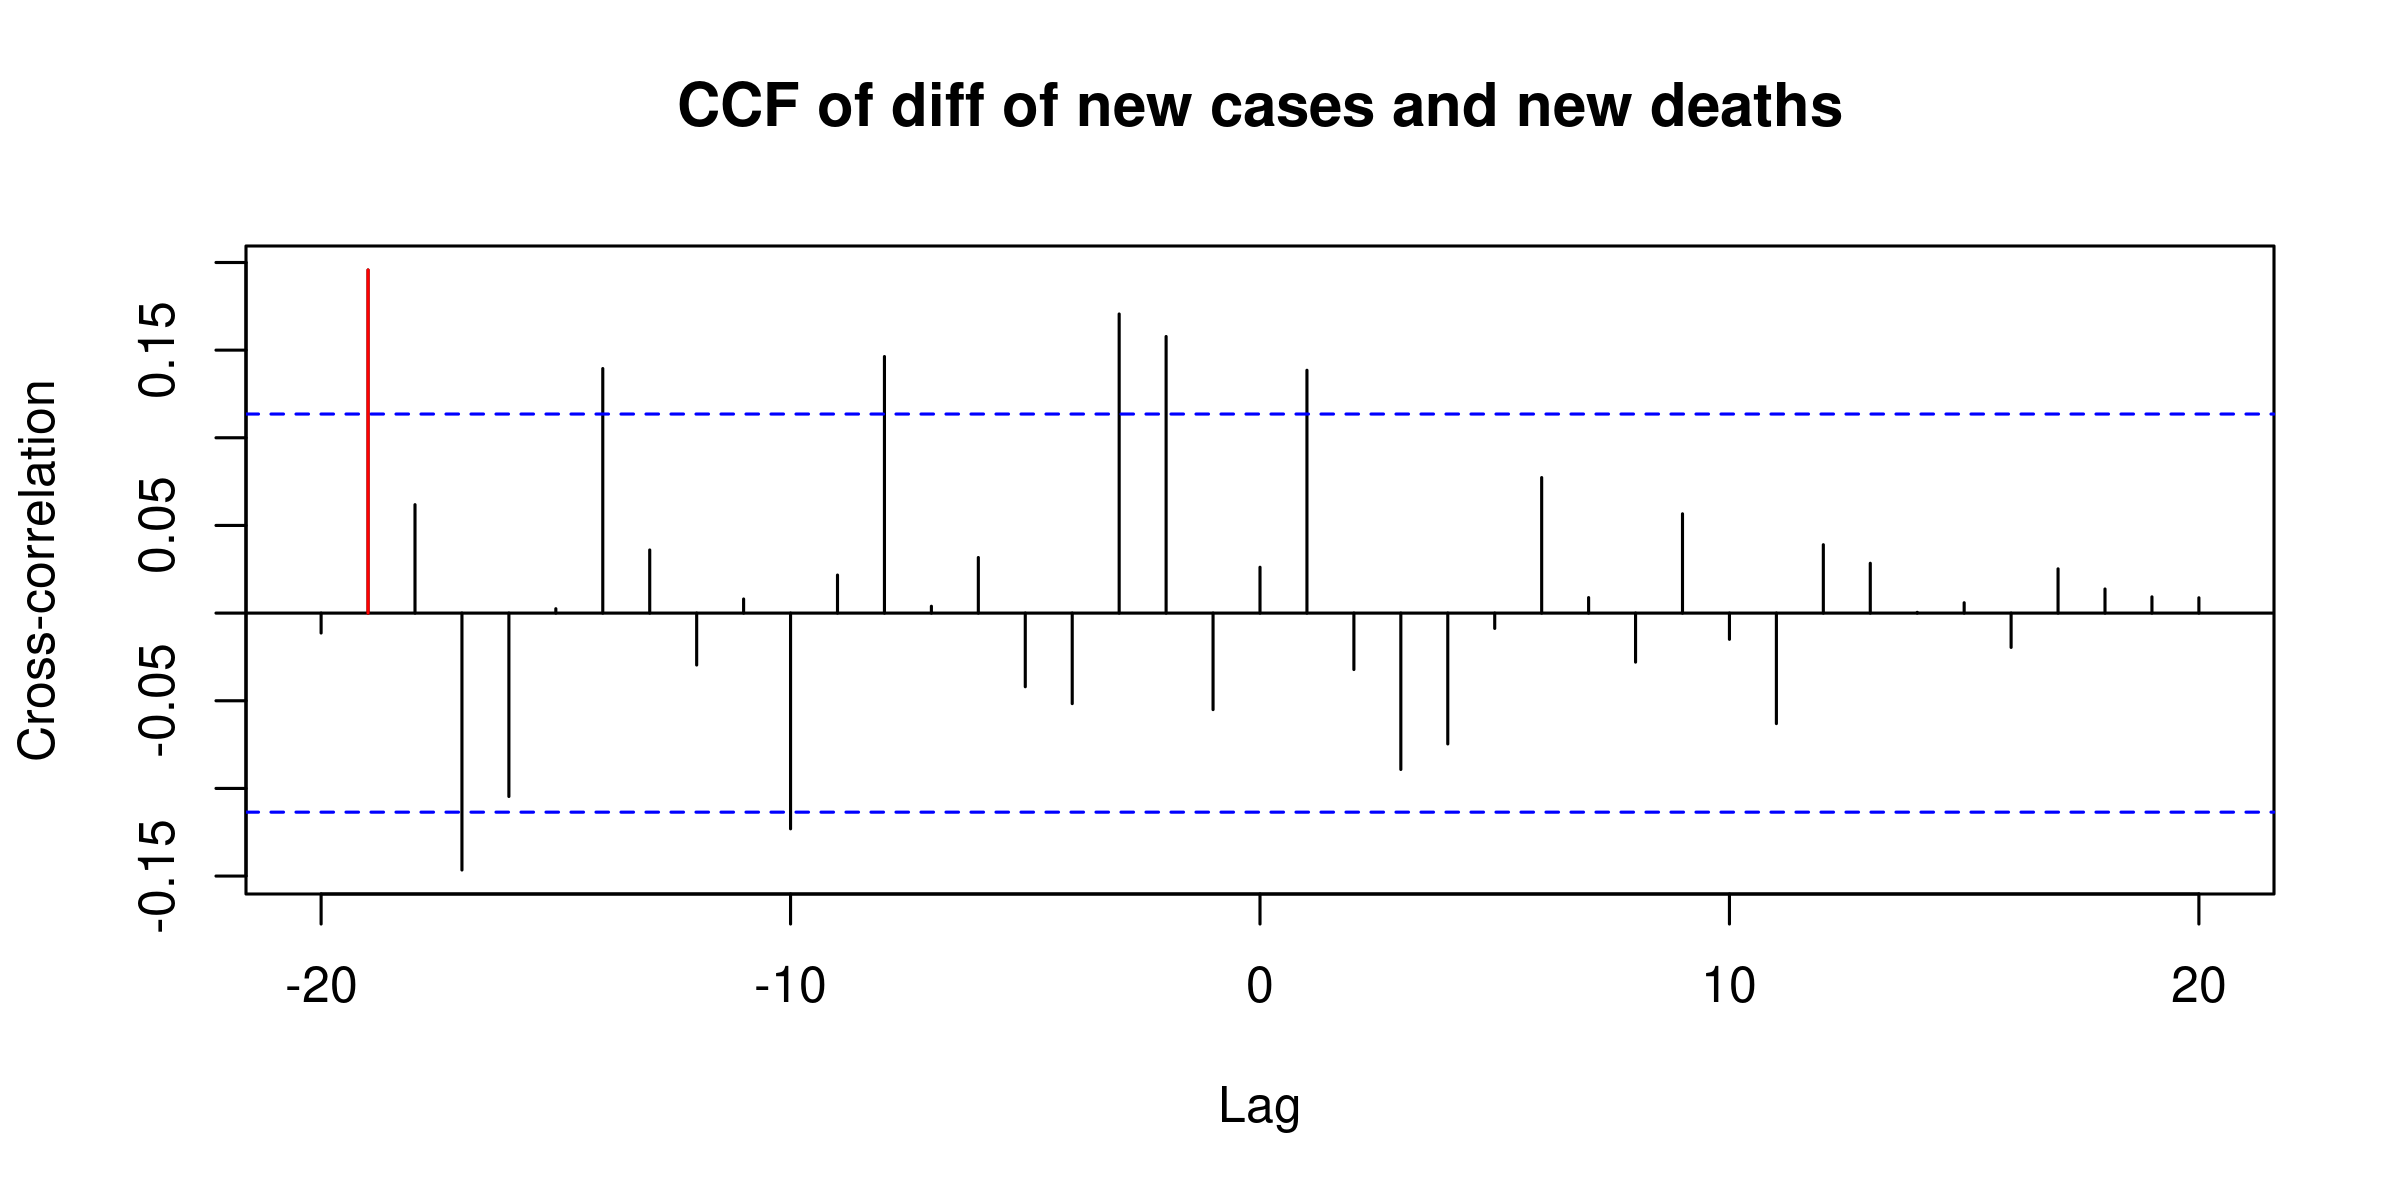 CCF of diff of new cases and new deaths
Cross-correlation
0.15
0.05
-0.05
-0.15
-20 -10 0 10 20
Lag